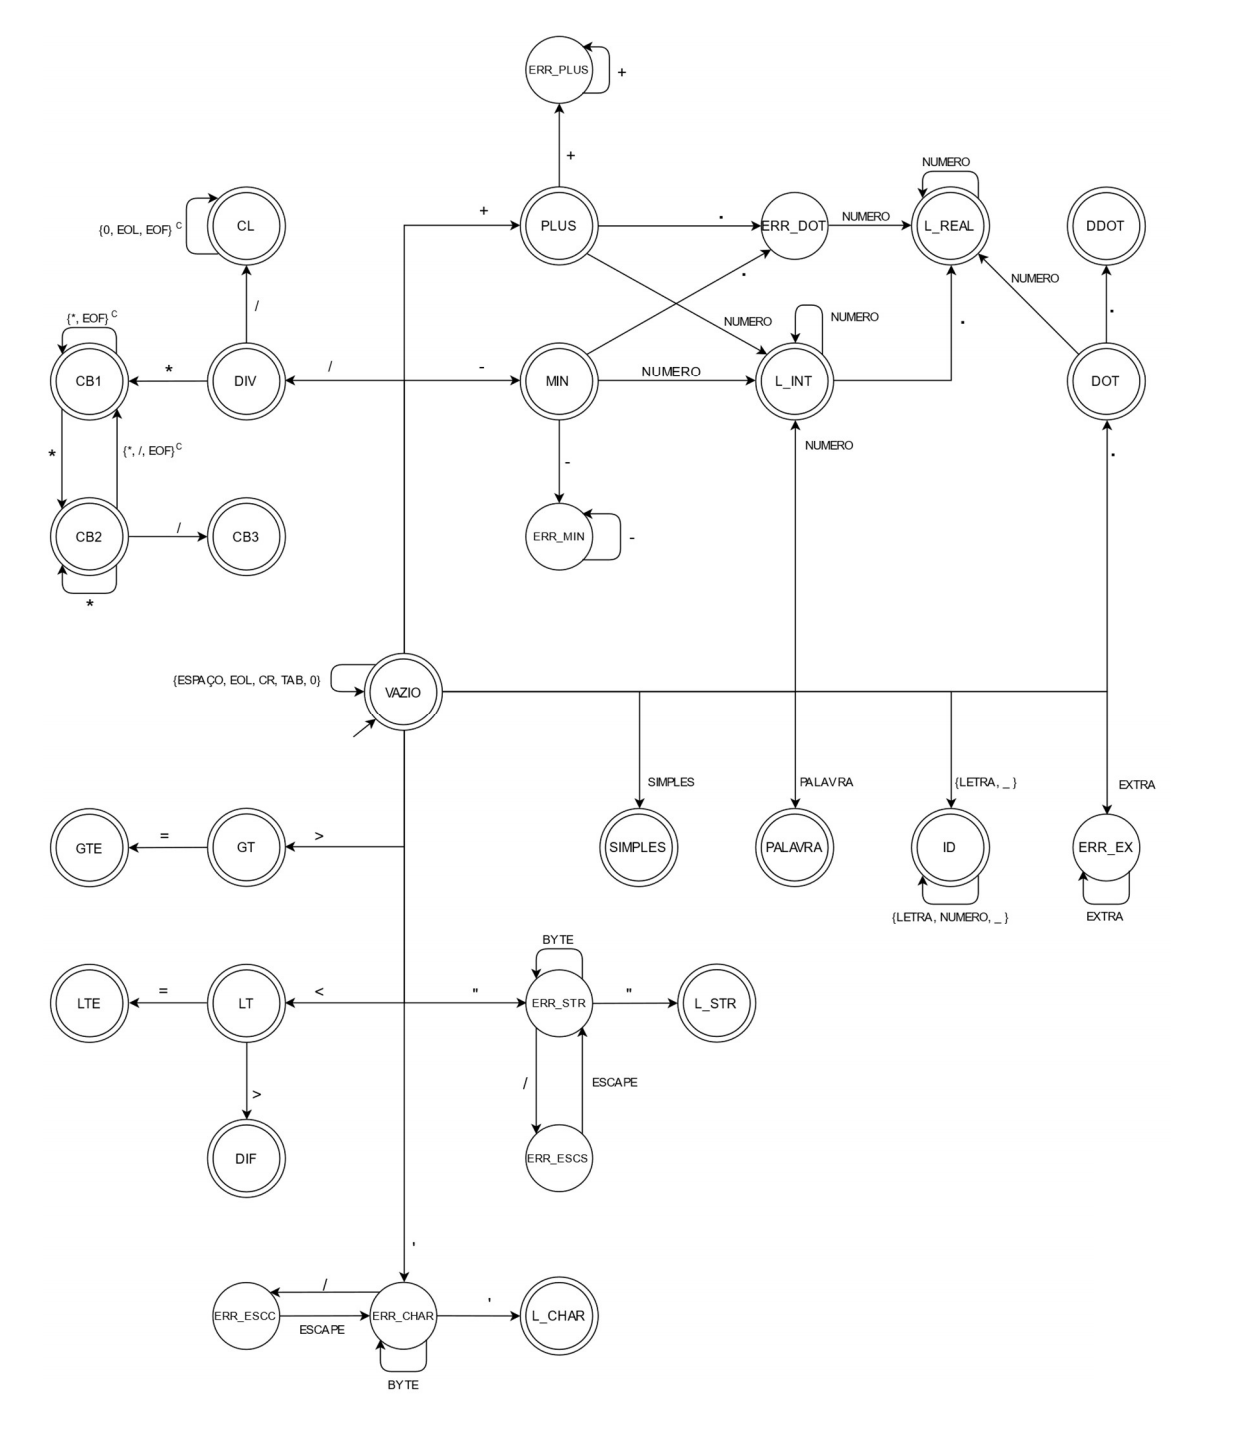 ERR_PLUS
+
+
NUMERO
CL
{0, EOL, EOF} C
+
PLUS
.
ERR_DOT
NUMERO
L_REAL
DDOT
.
NUMERO
/
{*, EOF} C
NUMERO
NUMERO
.
.
CB1
*
DIV
/
-
MIN
NUMERO
L_INT
DOT
*
{*, /, EOF} C
-
NUMERO
.
CB2
/
CB3
ERR_MIN
-
*
{ESPAÇO, EOL, CR, TAB, 0}
VAZIO
SIMPLES
PALAVRA
{LETRA, _ }
EXTRA
GTE
=
GT
>
SIMPLES
PALAVRA
ID
ERR_EX
{LETRA, NUMERO, _ }
EXTRA
BYTE
LTE
=
LT
<
"
ERR_STR
"
L_STR
>
/
ESCAPE
DIF
ERR_ESCS
'
/
ERR_ESCC
ESCAPE
ERR_CHAR
'
L_CHAR
BYTE